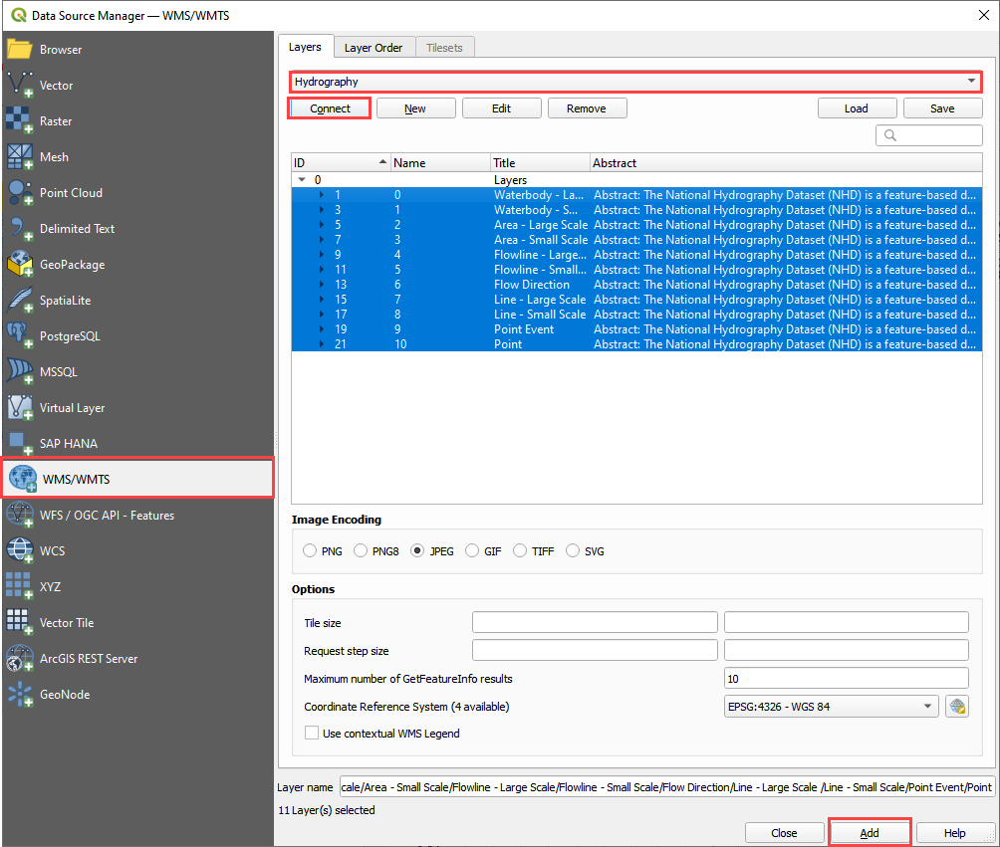 Data Source Manager — WMS/WMTS
Browser
Vector
Raster
Mesh
Point Cloud
Delimited Text
GeoPackage
SpatiaLite
PostgreSQL
MSSQL
Virtual Layer
SAP HANA
WMS/WMTS
WFS / OGC API - Features
WCS
XYZ
Vector Tile
ArcGIS REST Server
GeoNode
Layers Layer Order Tilesets
Hydrography
Connect New Edit Remove Load Save
ID Name Title Abstract
0 Layers
1 0 Waterbody - La... Abstract: The National Hydrography Dataset (NHD) is a feature-based d...
3 1 Waterbody - S... Abstract: The National Hydrography Dataset (NHD) is a feature-based d...
5 2 Area - Large Scale Abstract: The National Hydrography Dataset (NHD) is a feature-based d...
7 3 Area - Small Scale Abstract: The National Hydrography Dataset (NHD) is a feature-based d...
9 4 Flowline - Large... Abstract: The National Hydrography Dataset (NHD) is a feature-based d...
11 5 Flowline - Small... Abstract: The National Hydrography Dataset (NHD) is a feature-based d...
13 6 Flow Direction Abstract: The National Hydrography Dataset (NHD) is a feature-based d...
15 7 Line - Large Scale Abstract: The National Hydrography Dataset (NHD) is a feature-based d...
17 8 Line - Small Scale Abstract: The National Hydrography Dataset (NHD) is a feature-based d...
19 9 Point Event Abstract: The National Hydrography Dataset (NHD) is a feature-based d...
21 10 Point Abstract: The National Hydrography Dataset (NHD) is a feature-based d...
Image Encoding
PNG PNG8 JPEG GIF TIFF SVG
Options
Tile size
Request step size
Maximum number of GetFeatureInfo results 10
Coordinate Reference System (4 available) EPSG:4326 - WGS 84
Use contextual WMS Legend
Layer name cale/Area - Small Scale/Flowline - Large Scale/Flowline - Small Scale/Flow Direction/Line - Large Scale /Line - Small Scale/Point Event/Point
11 Layer(s) selected
Close Add Help